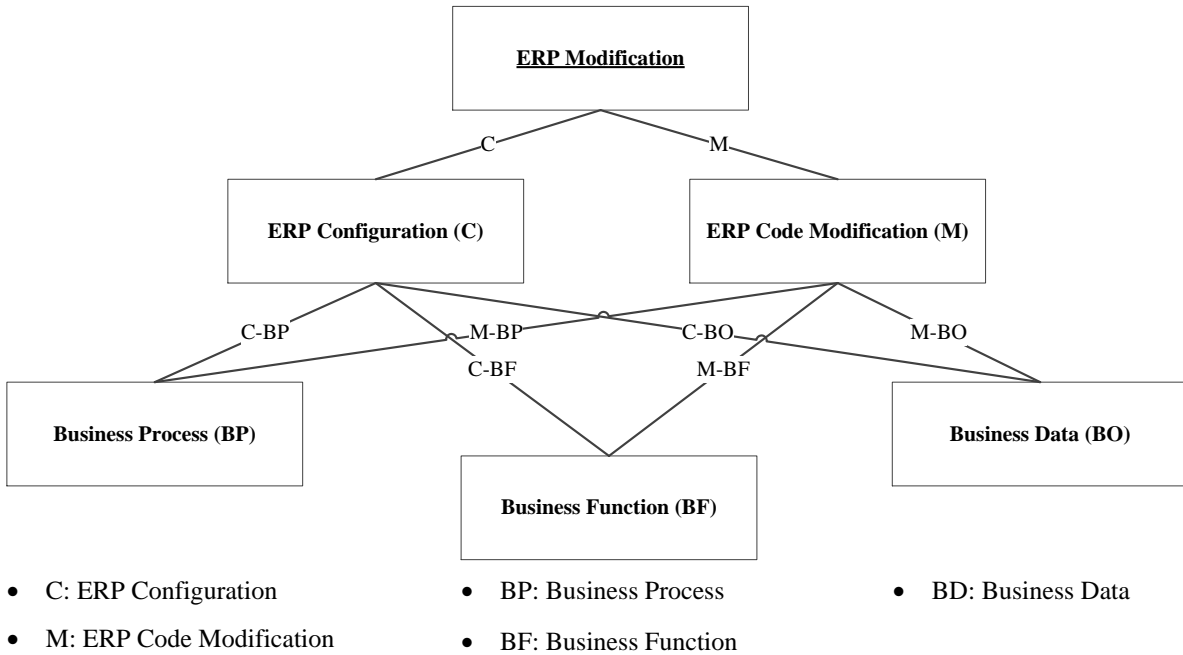 ERP Modification
C
M
ERP Configuration (C)
ERP Code Modification (M)
C-BP
M-BP
C-BO
M-BO
C-BF
M-BF
Business Process (BP)
Business Data (BO)
Business Function (BF)
• C: ERP Configuration
• M: ERP Code Modification
• BP: Business Process
• BF: Business Function
• BD: Business Data